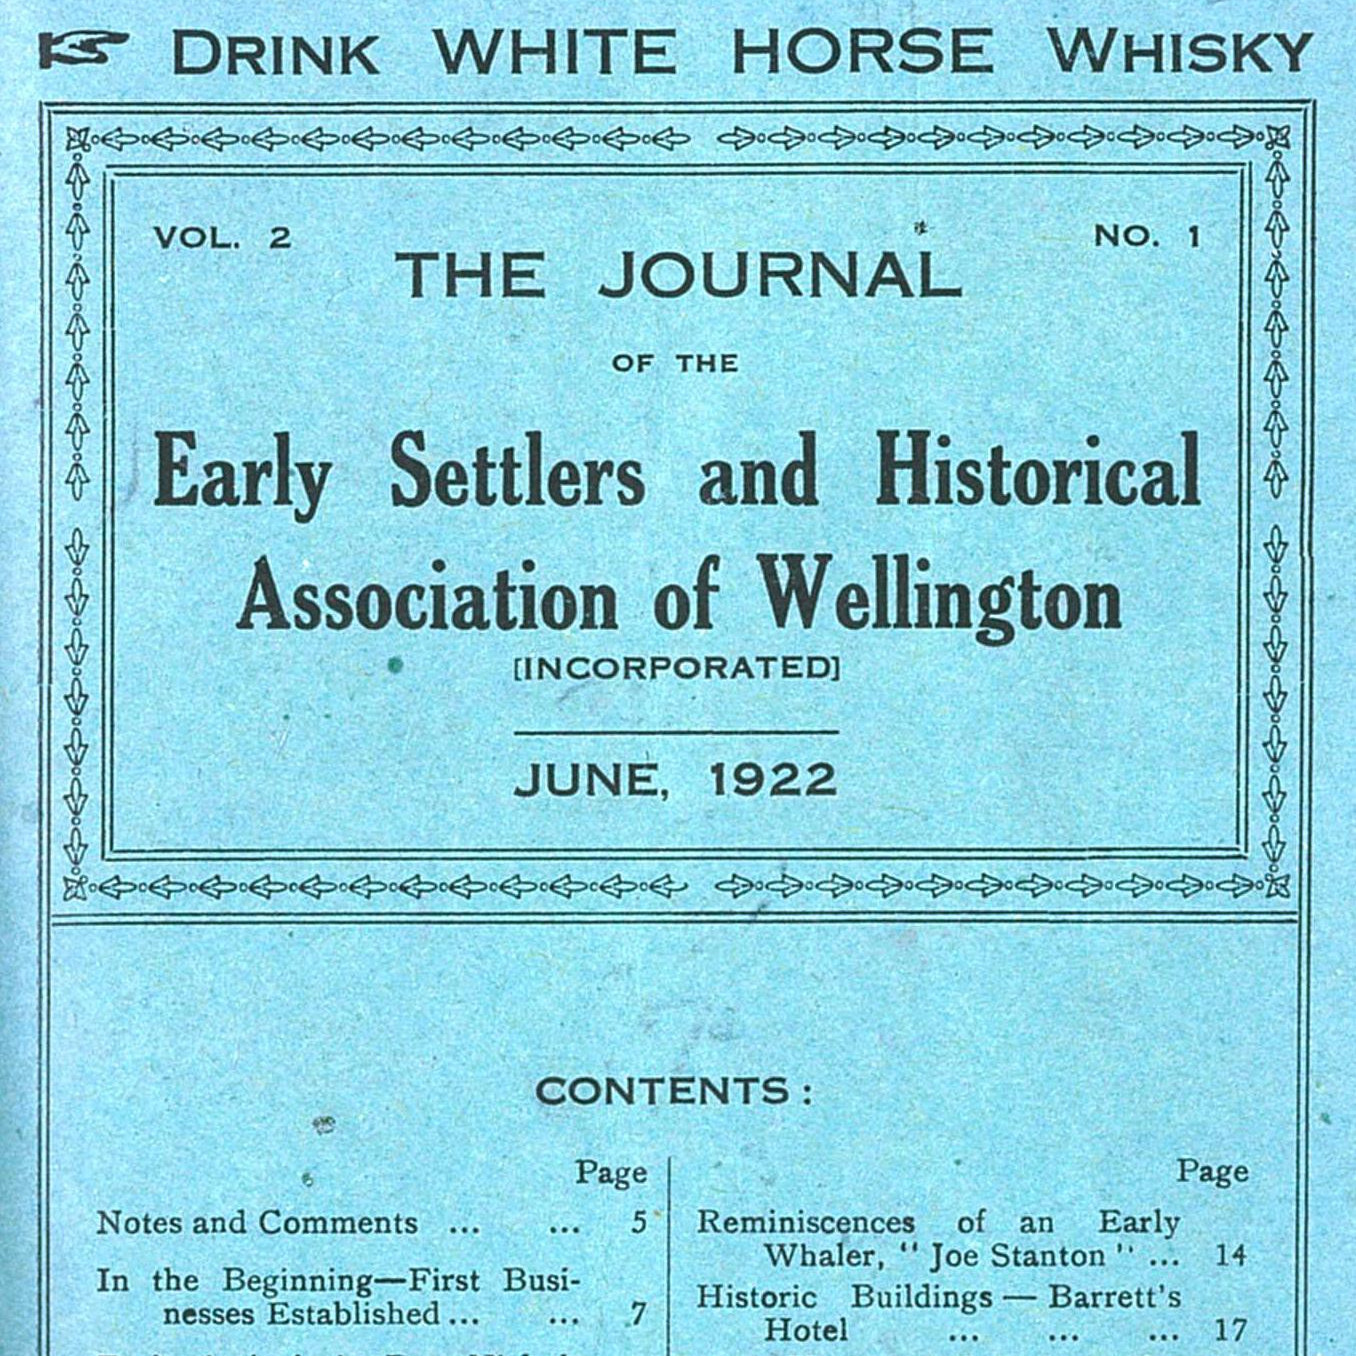 DRINK WHITE HORSE WHISKY
VOL. 2
NO. 1
THE JOURNAL
OF THE
Early Settlers and Historical
Association of Wellington
[INCORPORATED]
JUNE, 1922
CONTENTS:
Page
Notes and Comments ... ... 5
In the Beginning—First Busi-
nesses Established ... ... 7
Page
Reminiscences of an Early
Whaler, "Joe Stanton" ... 14
Historic Buildings — Barrett's
Hotel ... ... ... 17